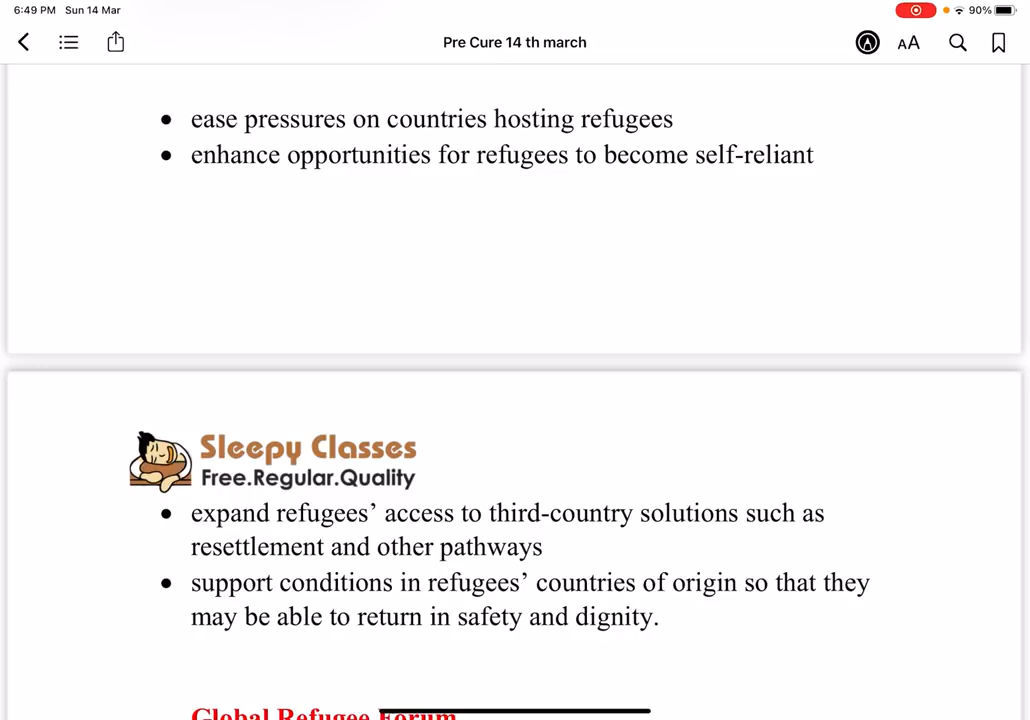 6:49 PM Sun 14 Mar
90%
Pre Cure 14 th march
AA
• ease pressures on countries hosting refugees
• enhance opportunities for refugees to become self-reliant
Sleepy Classes
Free.Regular.Quality
• expand refugees’ access to third-country solutions such as
resettlement and other pathways
• support conditions in refugees’ countries of origin so that they
may be able to return in safety and dignity.
Global Refugee Forum